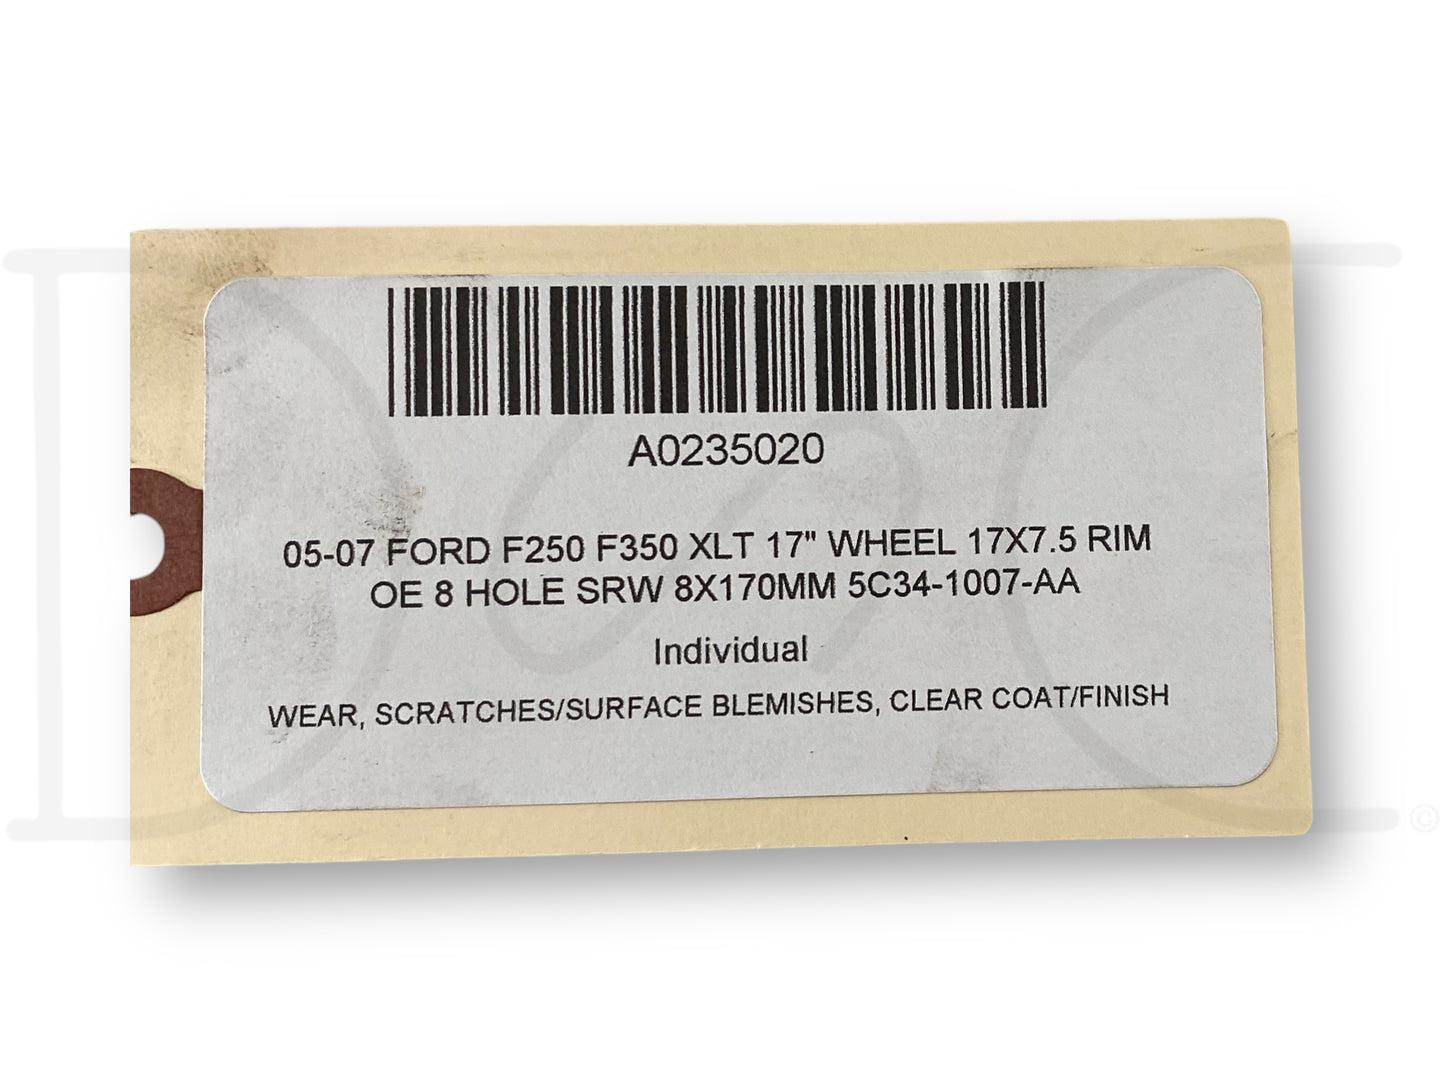 A0235020
05-07 FORD F250 F350 XLT 17" WHEEL 17X7.5 RIM
OE 8 HOLE SRW 8X170MM 5C34-1007-AA
Individual
WEAR, SCRATCHES/SURFACE BLEMISHES, CLEAR COAT/FINISH
©